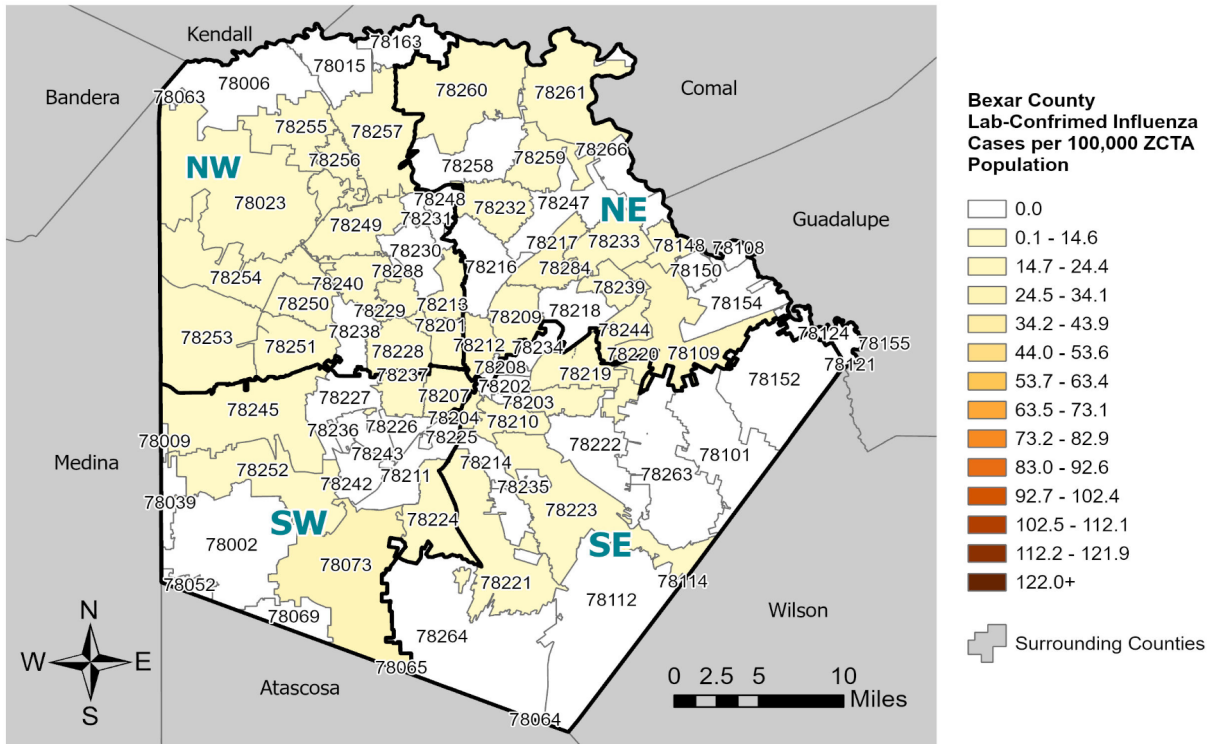 Kendall
78163
78015
78006
78260
78261
Comal
Bandera
78063
78255
78257
78256
78258
78259
78266
NW
78023
78248
78232
78247
NE
78249
78231
Guadalupe
78230
78217
78233
78148
78108
78288
78216
78284
78150
78254
78240
78239
78154
78250
78229
78213
78218
78253
78238
78201
78209
78244
78124
78251
78228
78212
78234
78220
78109
78155
78208
78121
78237
78219
78152
78227
78207
78202
78245
78203
78204
78236
78226
78210
78009
78225
78222
78101
Medina
78243
78214
78263
78252
78211
78242
78235
78039
SW
78224
78223
78002
SE
78073
78052
78221
78114
78112
78069
78264
Wilson
78065
Atascosa
78064
N
W
E
S
0 2.5 5 10
Miles
Bexar County
Lab-Confrimed Influenza
Cases per 100,000 ZCTA
Population
0.0
0.1 - 14.6
14.7 - 24.4
24.5 - 34.1
34.2 - 43.9
44.0 - 53.6
53.7 - 63.4
63.5 - 73.1
73.2 - 82.9
83.0 - 92.6
92.7 - 102.4
102.5 - 112.1
112.2 - 121.9
122.0+
Surrounding Counties